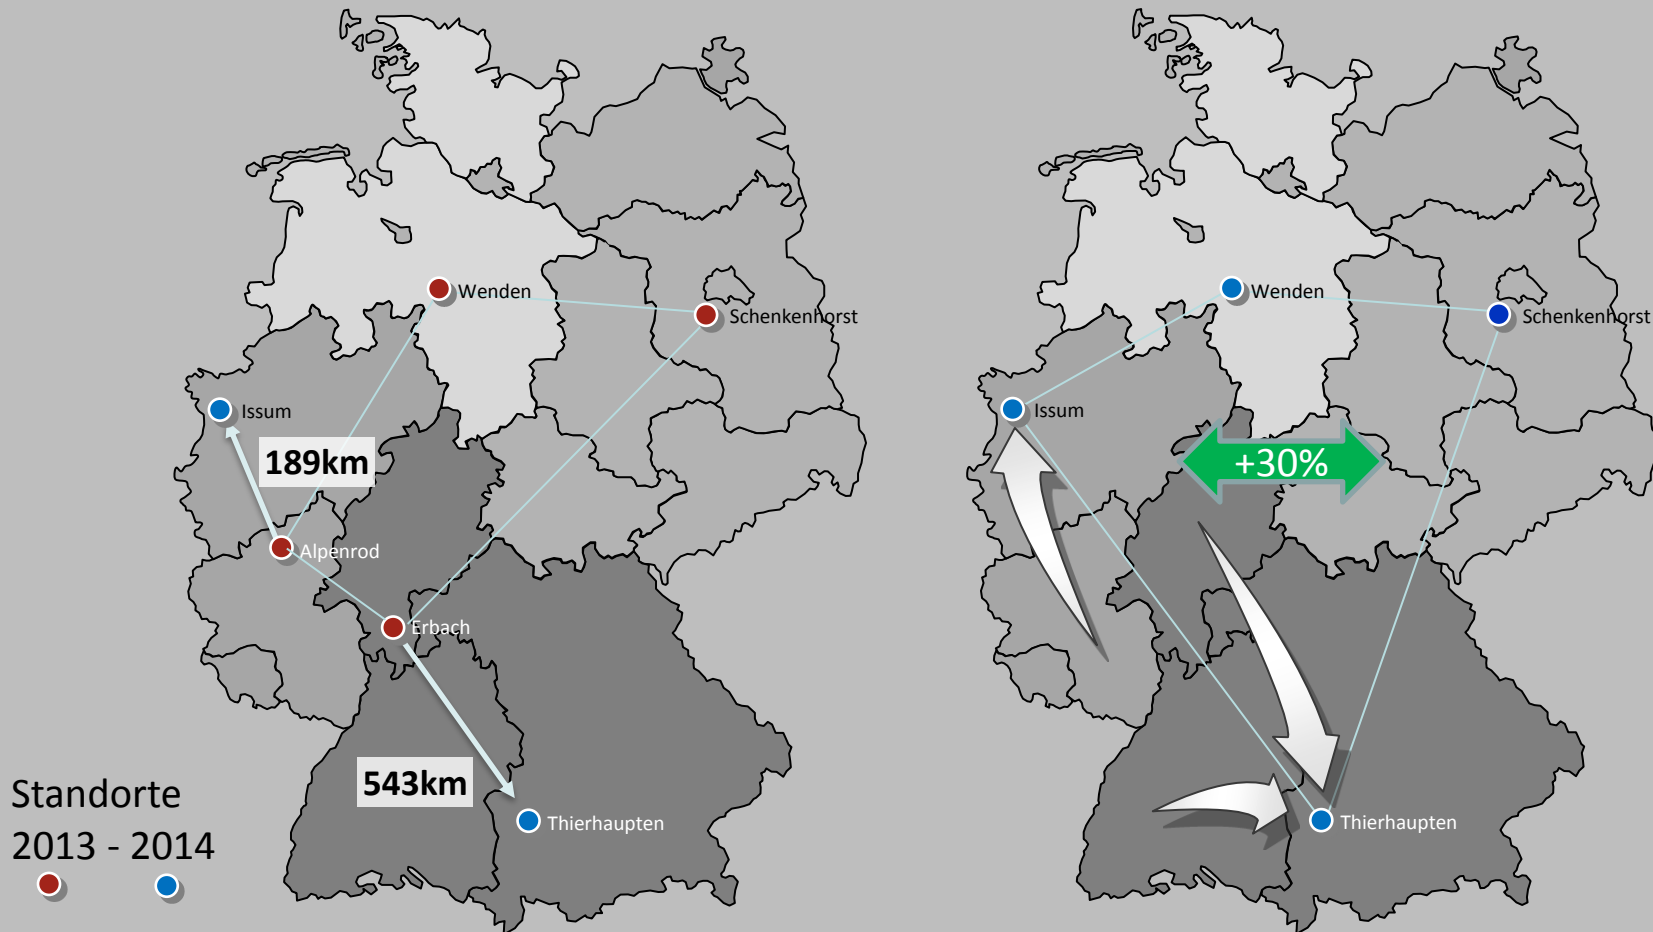 Wenden
Schenkenhorst
Issum
189km
Alpenrod
Erbach
543km
Thierhaupten
Standorte
2013 - 2014
Wenden
Schenkenhorst
Issum
+30%
Thierhaupten